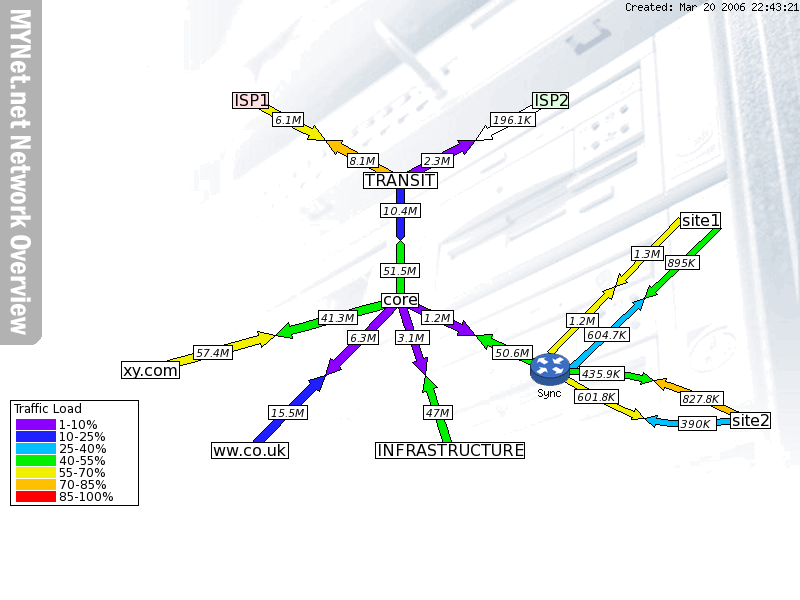 Created: Mar 20 2006 22:43:21
MYNet.net Network Overview
ISP1
ISP2
6.1M
196.1K
8.1M
2.3M
TRANSIT
10.4M
site1
1.3M
895K
51.5M
core
41.3M
1.2M
1.2M
6.3M
3.1M
604.7K
57.4M
50.6M
xy.com
435.9K
Sync
601.8K
827.8K
15.5M
47M
390K
site2
ww.co.uk
INFRASTRUCTURE
Traffic Load
1-10%
10-25%
25-40%
40-55%
55-70%
70-85%
85-100%